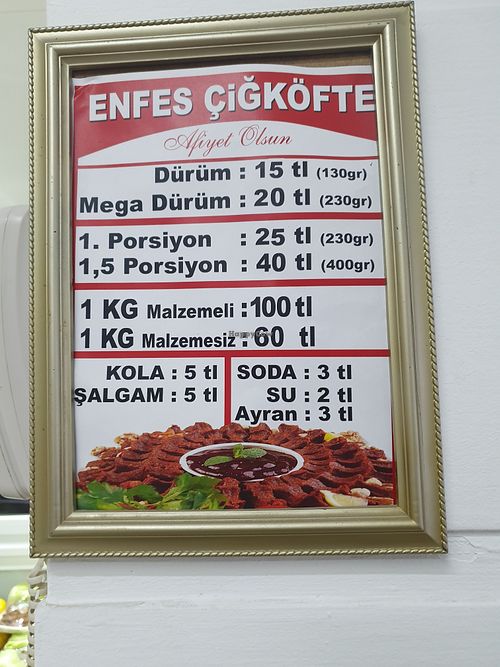 ENFES ÇiĞKÖFTE
Afiyet Olsun
Dürüm : 15 tl (130gr)
Mega Dürüm : 20 tl (230gr)
1. Porsiyon : 25 tl (230gr)
1,5 Porsiyon : 40 tl (400gr)
1 KG Malzemeli :100 tl
1 KG Malzemesiz : 60 tl
KOLA : 5 tl
ŞALGAM : 5 tl
SODA : 3 tl
SU : 2 tl
Ayran : 3 tl